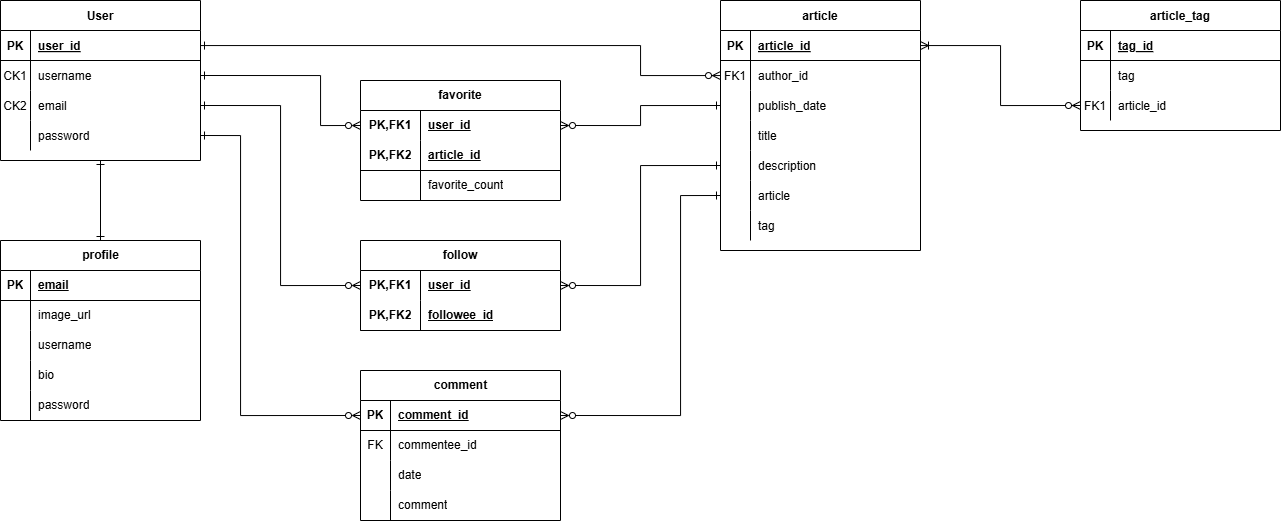 User
PK user_id
CK1 username
CK2 email
password
profile
PK email
image_url
username
bio
password
favorite
PK,FK1 user_id
PK,FK2 article_id
favorite_count
follow
PK,FK1 user_id
PK,FK2 followee_id
comment
PK comment_id
FK commentee_id
date
comment
article
PK article_id
FK1 author_id
publish_date
title
description
article
tag
article_tag
PK tag_id
tag
FK1 article_id